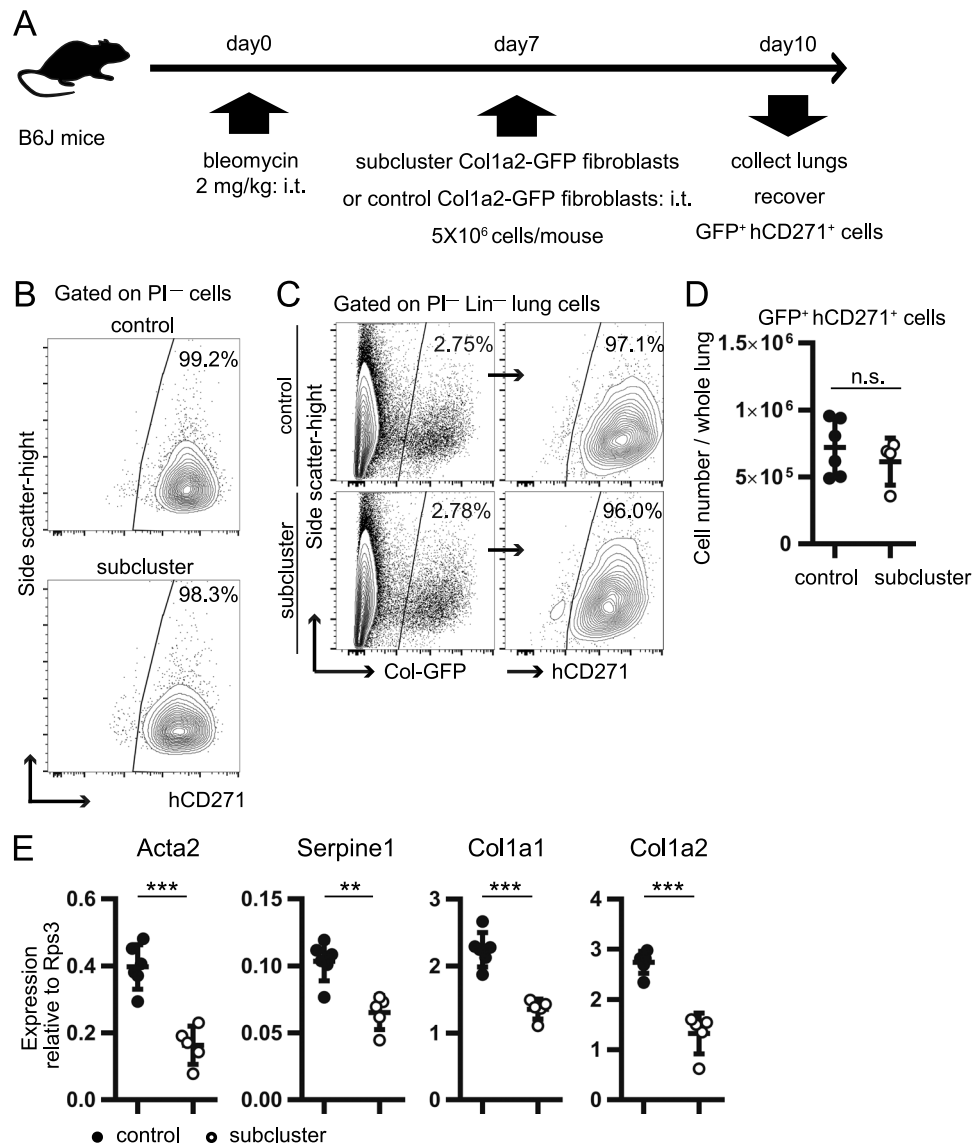 A
day0
day7
day10
B6J mice
bleomycin
2 mg/kg: i.t.
subcluster Col1a2-GFP fibroblasts
or control Col1a2-GFP fibroblasts: i.t.
5X10⁶ cells/mouse
collect lungs
recover
GFP⁺ hCD271⁺ cells
B
Gated on PI⁻ cells
control
99.2%
subcluster
98.3%
Side scatter-hight
hCD271
C
Gated on PI⁻ Lin⁻ lung cells
control
2.75%
97.1%
subcluster
2.78%
96.0%
Side scatter-hight
Col-GFP
hCD271
D
GFP⁺ hCD271⁺ cells
Cell number / whole lung
1.5×10⁶
1×10⁶
5×10⁵
0
n.s.
control
subcluster
E
Expression
relative to Rps3
Acta2
0.6
0.4
0.2
0.0
***
Serpine1
0.15
0.10
0.05
0.00
**
Col1a1
3
2
1
0
***
Col1a2
4
3
2
1
0
***
control
subcluster